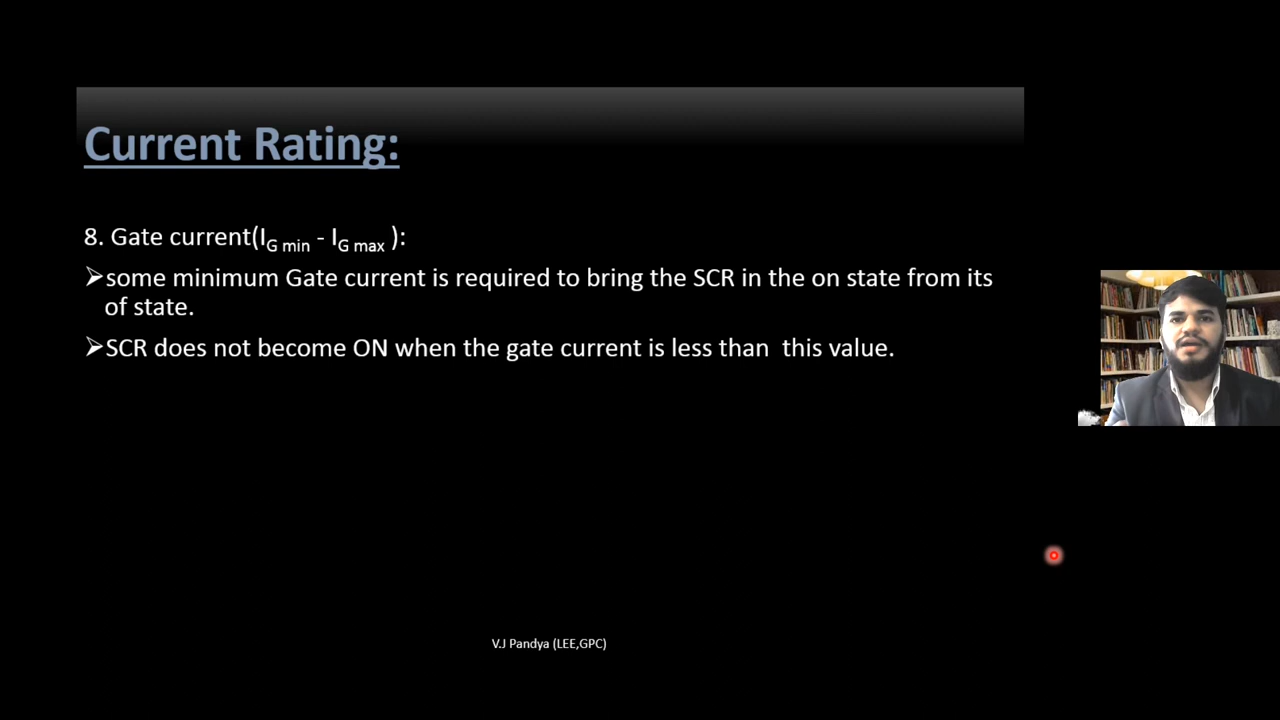 Current Rating:
8. Gate current(IG min - IG max ):
➢some minimum Gate current is required to bring the SCR in the on state from its
of state.
➢SCR does not become ON when the gate current is less than  this value.
V.J Pandya (LEE,GPC)